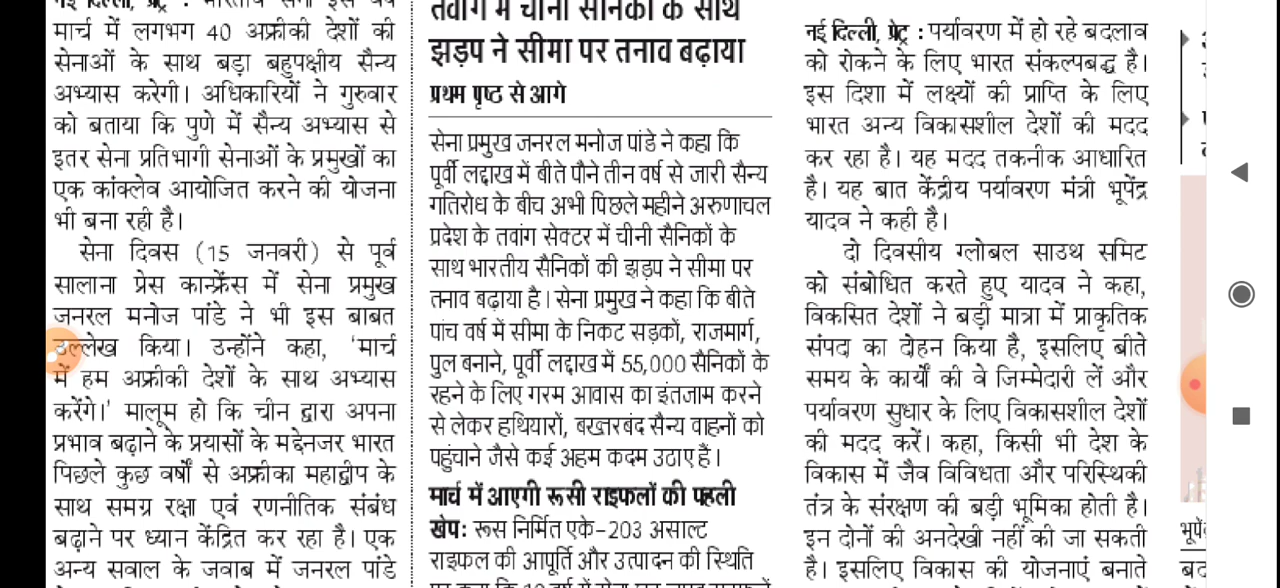 नई दिल्ली, प्रेट्र : भारतीय सेना इस वर्ष
मार्च में लगभग 40 अफ्रीकी देशों की
सेनाओं के साथ बड़ा बहुपक्षीय सैन्य
अभ्यास करेगी। अधिकारियों ने गुरुवार
को बताया कि पुणे में सैन्य अभ्यास से
इतर सेना प्रतिभागी सेनाओं के प्रमुखों का
एक कांक्लेव आयोजित करने की योजना
भी बना रही है।
सेना दिवस (15 जनवरी) से पूर्व
सालाना प्रेस कान्फ्रेंस में सेना प्रमुख
जनरल मनोज पांडे ने भी इस बाबत
उल्लेख किया। उन्होंने कहा, 'मार्च
में हम अफ्रीकी देशों के साथ अभ्यास
करेंगे।' मालूम हो कि चीन द्वारा अपना
प्रभाव बढ़ाने के प्रयासों के मद्देनजर भारत
पिछले कुछ वर्षों से अफ्रीका महाद्वीप के
साथ समग्र रक्षा एवं रणनीतिक संबंध
बढ़ाने पर ध्यान केंद्रित कर रहा है। एक
अन्य सवाल के जवाब में जनरल पांडे
तवांग में चीनी सैनिकों के साथ
झड़प ने सीमा पर तनाव बढ़ाया
प्रथम पृष्ठ से आगे
सेना प्रमुख जनरल मनोज पांडे ने कहा कि
पूर्वी लद्दाख में बीते पौने तीन वर्ष से जारी सैन्य
गतिरोध के बीच अभी पिछले महीने अरुणाचल
प्रदेश के तवांग सेक्टर में चीनी सैनिकों के
साथ भारतीय सैनिकों की झड़प ने सीमा पर
तनाव बढ़ाया है। सेना प्रमुख ने कहा कि बीते
पांच वर्ष में सीमा के निकट सड़कों, राजमार्ग,
पुल बनाने, पूर्वी लद्दाख में 55,000 सैनिकों के
रहने के लिए गरम आवास का इंतजाम करने
से लेकर हथियारों, बख्तरबंद सैन्य वाहनों को
पहुंचाने जैसे कई अहम कदम उठाए हैं।
मार्च में आएगी रूसी राइफलों की पहली
खेप: रूस निर्मित एके-203 असाल्ट
राइफल की आपूर्ति और उत्पादन की स्थिति
नई दिल्ली, प्रेट्र : पर्यावरण में हो रहे बदलाव
को रोकने के लिए भारत संकल्पबद्ध है।
इस दिशा में लक्ष्यों की प्राप्ति के लिए
भारत अन्य विकासशील देशों की मदद
कर रहा है। यह मदद तकनीक आधारित
है। यह बात केंद्रीय पर्यावरण मंत्री भूपेंद्र
यादव ने कही है।
दो दिवसीय ग्लोबल साउथ समिट
को संबोधित करते हुए यादव ने कहा,
विकसित देशों ने बड़ी मात्रा में प्राकृतिक
संपदा का दोहन किया है, इसलिए बीते
समय के कार्यों की वे जिम्मेदारी लें और
पर्यावरण सुधार के लिए विकासशील देशों
की मदद करें। कहा, किसी भी देश के
विकास में जैव विविधता और परिस्थिकी
तंत्र के संरक्षण की बड़ी भूमिका होती है।
इन दोनों की अनदेखी नहीं की जा सकती
है। इसलिए विकास की योजनाएं बनाते